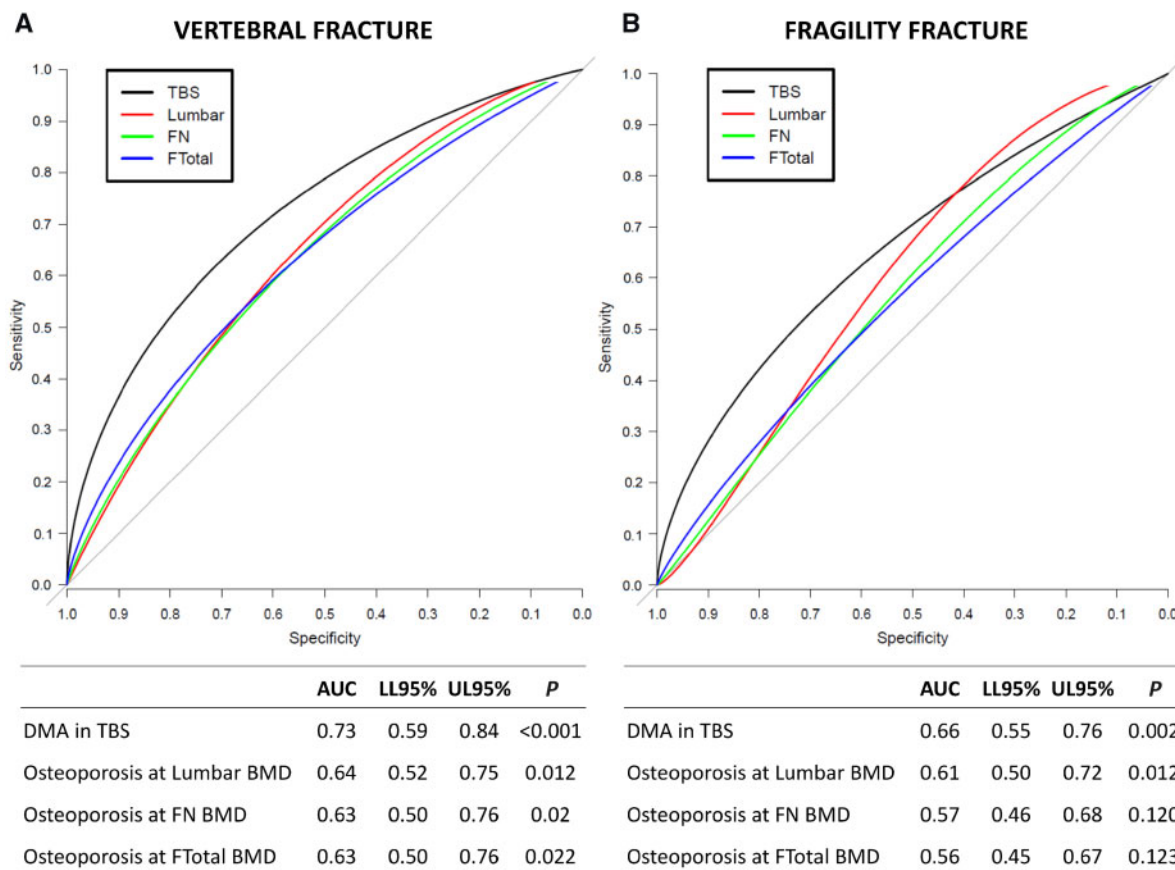 A VERTEBRAL FRACTURE
TBS
Lumbar
FN
FTotal
1.0
0.9
0.8
0.7
0.6
0.5
0.4
0.3
0.2
0.1
0.0
Sensitivity
1.0 0.9 0.8 0.7 0.6 0.5 0.4 0.3 0.2 0.1 0.0
Specificity
AUC LL95% UL95% P
DMA in TBS 0.73 0.59 0.84 <0.001
Osteoporosis at Lumbar BMD 0.64 0.52 0.75 0.012
Osteoporosis at FN BMD 0.63 0.50 0.76 0.02
Osteoporosis at FTotal BMD 0.63 0.50 0.76 0.022
B FRAGILITY FRACTURE
TBS
Lumbar
FN
FTotal
1.0
0.9
0.8
0.7
0.6
0.5
0.4
0.3
0.2
0.1
0.0
Sensitivity
1.0 0.9 0.8 0.7 0.6 0.5 0.4 0.3 0.2 0.1 0.0
Specificity
AUC LL95% UL95% P
DMA in TBS 0.66 0.55 0.76 0.002
Osteoporosis at Lumbar BMD 0.61 0.50 0.72 0.012
Osteoporosis at FN BMD 0.57 0.46 0.68 0.120
Osteoporosis at FTotal BMD 0.56 0.45 0.67 0.123